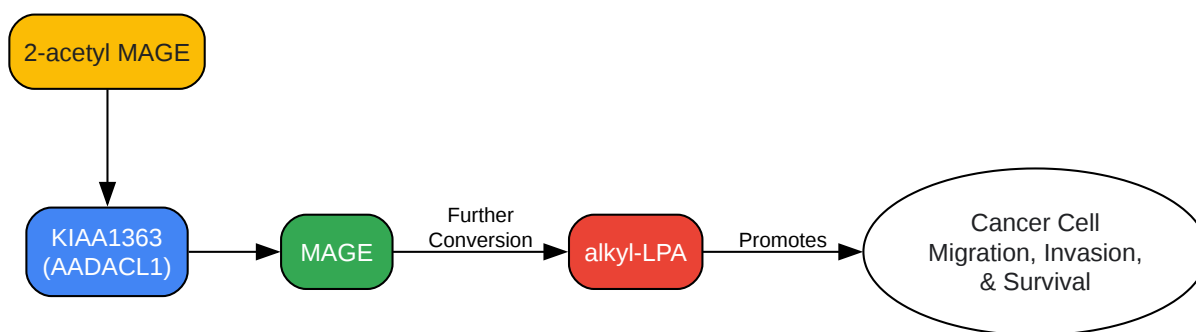 2-acetyl MAGE
KIAA1363
(AADACL1)
MAGE
Further
Conversion
alkyl-LPA
Promotes
Cancer Cell
Migration, Invasion,
& Survival